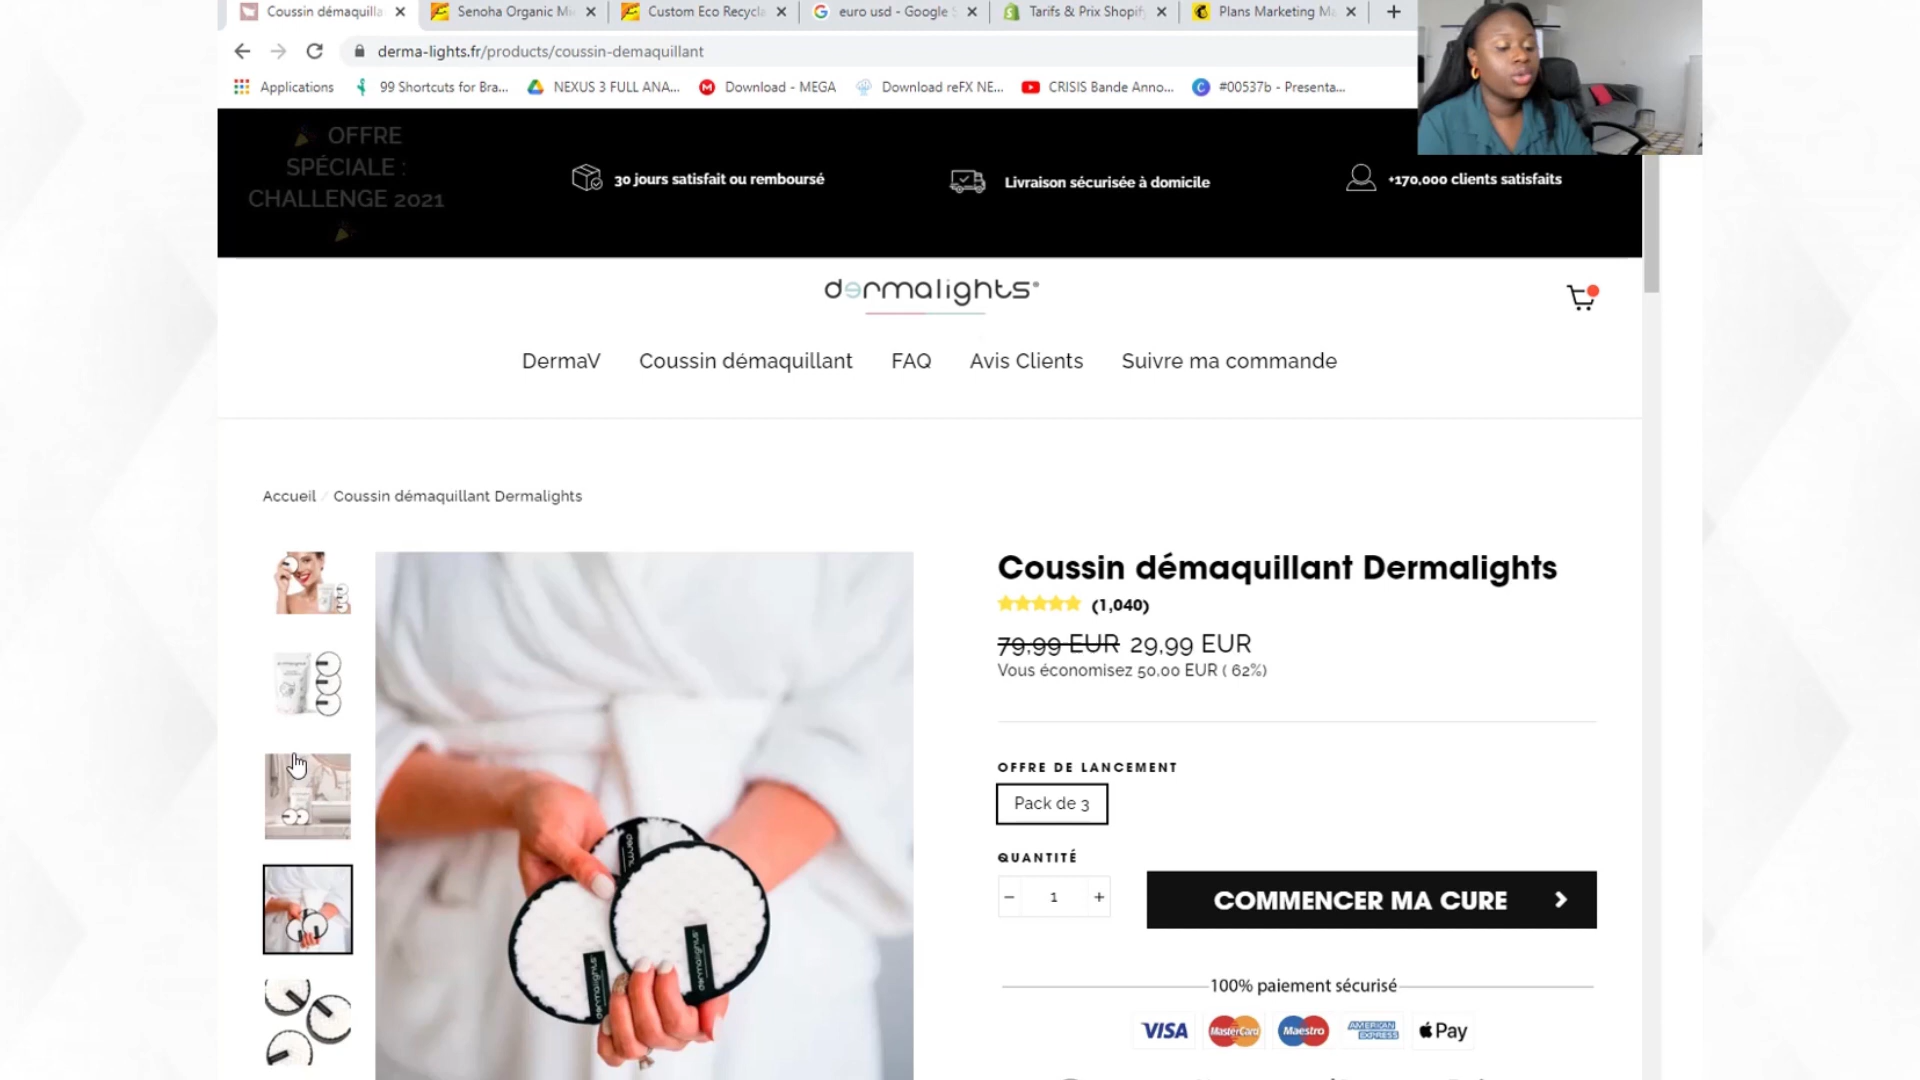 Coussin démaquilla
Senoha Organic Mi
Custom Eco Recycla
euro usd - Google S
Tarifs & Prix Shopif
Plans Marketing Ma
derma-lights.fr/products/coussin-demaquillant
Applications
99 Shortcuts for Bra...
NEXUS 3 FULL ANA...
Download - MEGA
Download reFX NE...
CRISIS Bande Anno...
#00537b - Presenta...
OFFRE
SPÉCIALE :
CHALLENGE 2021
30 jours satisfait ou remboursé
Livraison sécurisée à domicile
+170,000 clients satisfaits
dermalights®
DermaV
Coussin démaquillant
FAQ
Avis Clients
Suivre ma commande
Accueil / Coussin démaquillant Dermalights
Coussin démaquillant Dermalights
(1,040)
79,99 EUR 29,99 EUR
Vous économisez 50,00 EUR ( 62%)
OFFRE DE LANCEMENT
Pack de 3
QUANTITÉ
− 1 +
COMMENCER MA CURE
100% paiement sécurisé
VISA
MasterCard
Maestro
AMERICAN EXPRESS
Pay
dermalights
dermalights